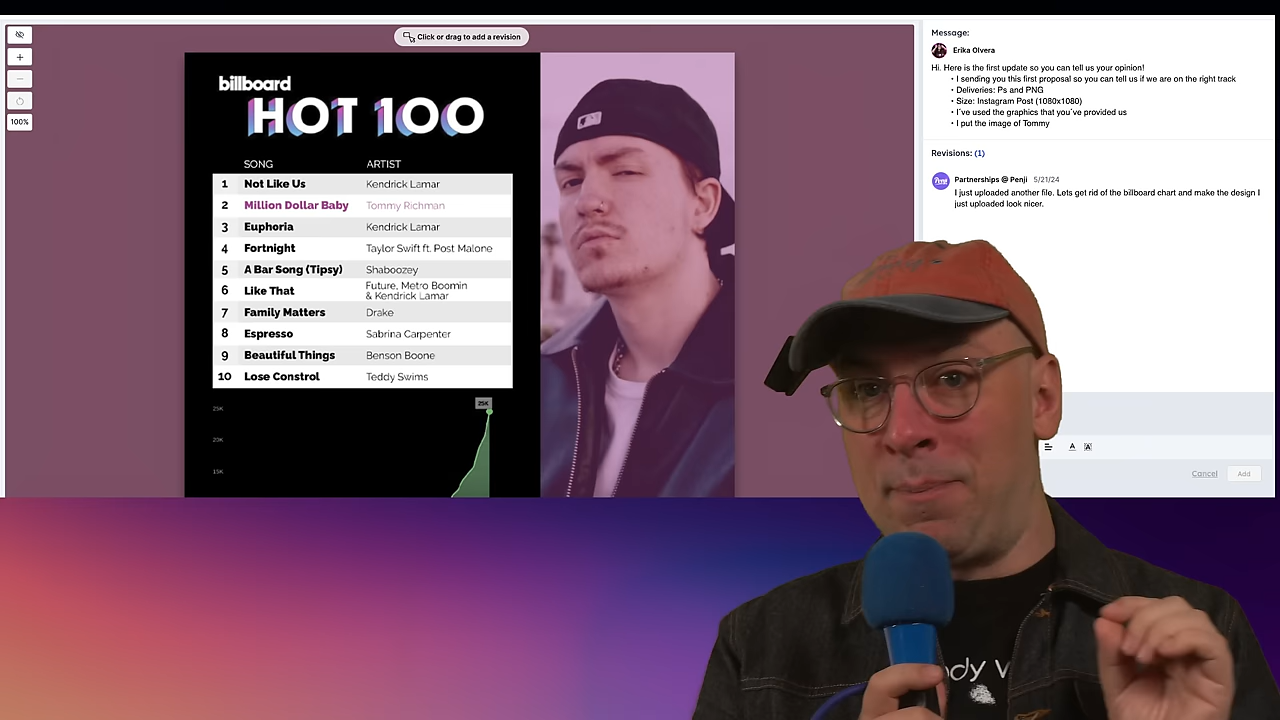 Click or drag to add a revision
100%
billboard
HOT 100
SONG ARTIST
1 Not Like Us Kendrick Lamar
2 Million Dollar Baby Tommy Richman
3 Euphoria Kendrick Lamar
4 Fortnight Taylor Swift ft. Post Malone
5 A Bar Song (Tipsy) Shaboozey
6 Like That Future, Metro Boomin
& Kendrick Lamar
7 Family Matters Drake
8 Espresso Sabrina Carpenter
9 Beautiful Things Benson Boone
10 Lose Constrol Teddy Swims
25K
25K
20K
15K
Message:
Erika Olvera
Hi. Here is the first update so you can tell us your opinion!
• I sending you this first proposal so you can tell us if we are on the right track
• Deliveries: Ps and PNG
• Size: Instagram Post (1080x1080)
• I´ve used the graphics that you´ve provided us
• I put the image of Tommy
Revisions: (1)
Penji
Partnerships @ Penji 5/21/24
I just uploaded another file. Lets get rid of the billboard chart and make the design I
just uploaded look nicer.
Cancel Add